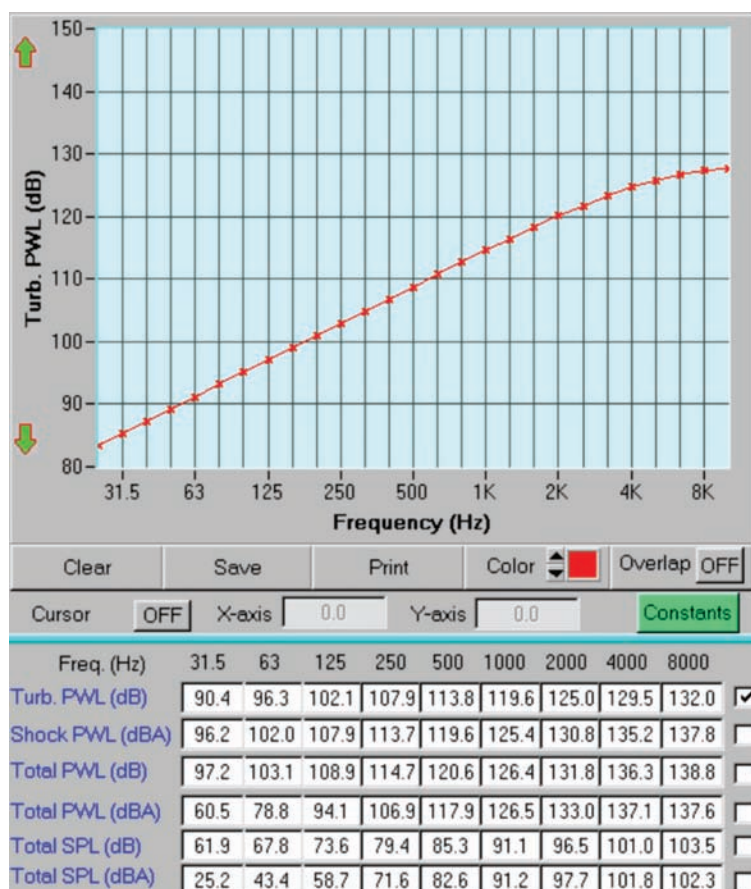 150
140
130
120
110
100
90
80
Turb. PWL (dB)
31.5 63 125 250 500 1K 2K 4K 8K
Frequency (Hz)
Clear Save Print Color Overlap OFF
Cursor OFF X-axis 0.0 Y-axis 0.0 Constants
Freq. (Hz) 31.5 63 125 250 500 1000 2000 4000 8000
Turb. PWL (dB) 90.4 96.3 102.1 107.9 113.8 119.6 125.0 129.5 132.0
Shock PWL (dBA) 96.2 102.0 107.9 113.7 119.6 125.4 130.8 135.2 137.8
Total PWL (dB) 97.2 103.1 108.9 114.7 120.6 126.4 131.8 136.3 138.8
Total PWL (dBA) 60.5 78.8 94.1 106.9 117.9 126.5 133.0 137.1 137.6
Total SPL (dB) 61.9 67.8 73.6 79.4 85.3 91.1 96.5 101.0 103.5
Total SPL (dBA) 25.2 43.4 58.7 71.6 82.6 91.2 97.7 101.8 102.3